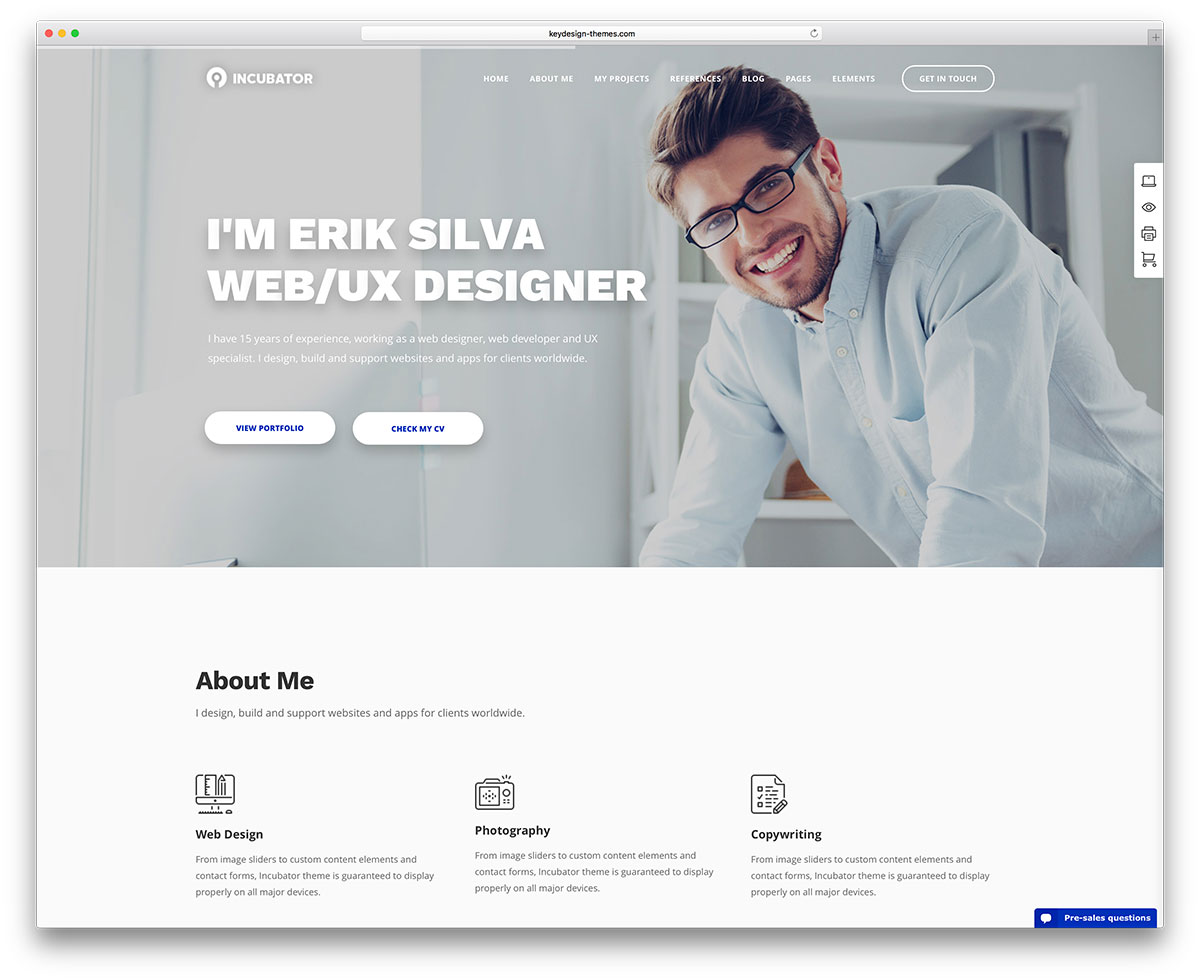 keydesign-themes.com
INCUBATOR
HOME ABOUT ME MY PROJECTS REFERENCES BLOG PAGES ELEMENTS GET IN TOUCH
I'M ERIK SILVA
WEB/UX DESIGNER
I have 15 years of experience, working as a web designer, web developer and UX
specialist. I design, build and support websites and apps for clients worldwide.
VIEW PORTFOLIO CHECK MY CV
About Me
I design, build and support websites and apps for clients worldwide.
Web Design
From image sliders to custom content elements and
contact forms, Incubator theme is guaranteed to display
properly on all major devices.
Photography
From image sliders to custom content elements and
contact forms, Incubator theme is guaranteed to display
properly on all major devices.
Copywriting
From image sliders to custom content elements and
contact forms, Incubator theme is guaranteed to display
properly on all major devices.
Pre-sales questions